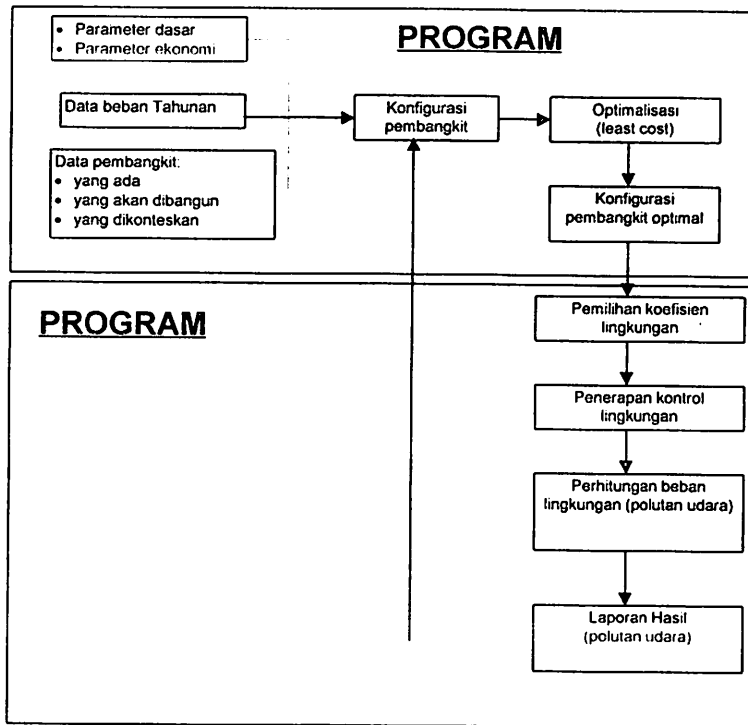 • Parameter dasar
• Parameter ekonomi
PROGRAM
Data beban Tahunan
Konfigurasi
pembangkit
Optimalisasi
(least cost)
Data pembangkit:
• yang ada
• yang akan dibangun
• yang dikonteskan
Konfigurasi
pembangkit optimal
PROGRAM
Pemilihan koefisien
lingkungan
Penerapan kontrol
lingkungan
Perhitungan beban
lingkungan (polutan udara)
Laporan Hasil
(polutan udara)